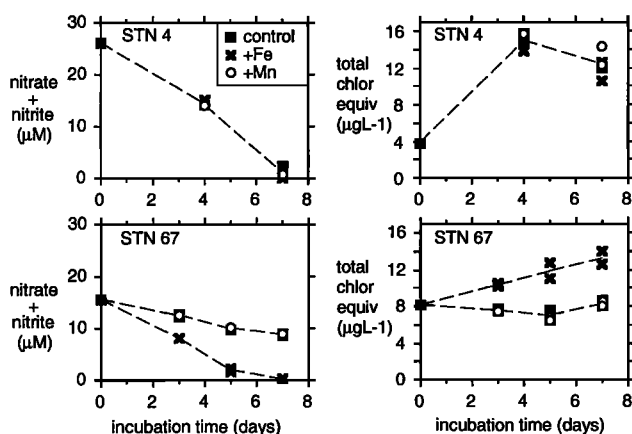 STN 4
control
+Fe
+Mn
nitrate
+
nitrite
(μM)
30
20
10
0
0 2 4 6 8
STN 4
total
chlor
equiv
(μgL-1)
16
12
8
4
0
0 2 4 6 8
STN 67
nitrate
+
nitrite
(μM)
30
20
10
0
0 2 4 6 8
incubation time (days)
STN 67
total
chlor
equiv
(μgL-1)
16
12
8
4
0
0 2 4 6 8
incubation time (days)